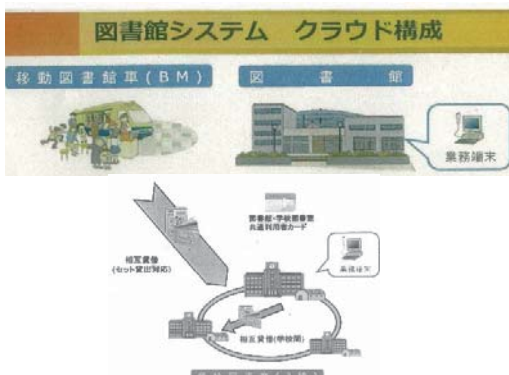 図書館システム クラウド構成
移動図書館車(BM)
図書館
業務端末
図書館・学校図書館
共通利用者カード
相互貸借
(セット貸出対応)
業務端末
相互貸借(学校間)